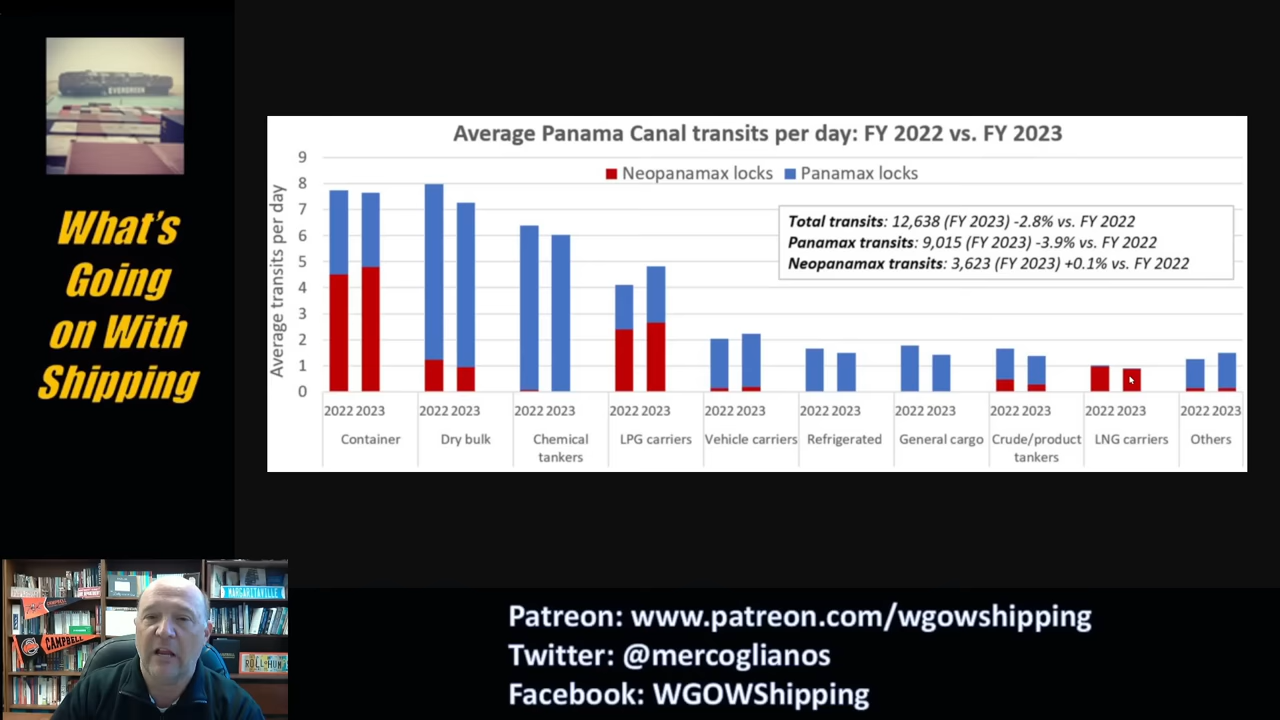 EVERGREEN
What's
Going
on With
Shipping
Average Panama Canal transits per day: FY 2022 vs. FY 2023
Neopanamax locks Panamax locks
Average transits per day
9
8
7
6
5
4
3
2
1
0
Total transits: 12,638 (FY 2023) -2.8% vs. FY 2022
Panamax transits: 9,015 (FY 2023) -3.9% vs. FY 2022
Neopanamax transits: 3,623 (FY 2023) +0.1% vs. FY 2022
2022 2023 2022 2023 2022 2023 2022 2023 2022 2023 2022 2023 2022 2023 2022 2023 2022 2023 2022 2023
Container Dry bulk Chemical tankers LPG carriers Vehicle carriers Refrigerated General cargo Crude/product tankers LNG carriers Others
MARGARITAVILLE
CAMPBELL
CAMPBELL
Patreon: www.patreon.com/wgowshipping
Twitter: @mercoglianos
Facebook: WGOWShipping